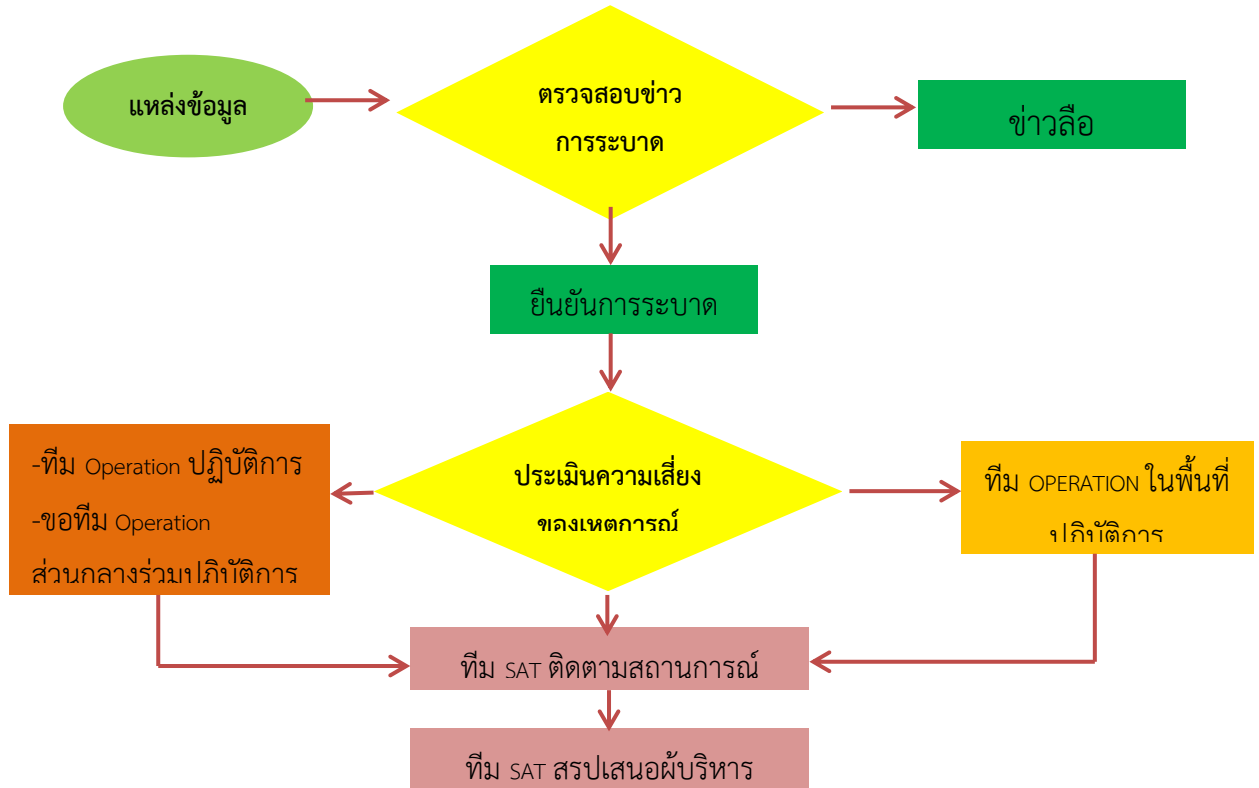 แหล่งข้อมูล
ตรวจสอบข่าว
การระบาด
ข่าวลือ
ยืนยันการระบาด
-ทีม Operation ปฏิบัติการ
-ขอทีม Operation
ส่วนกลางร่วมปฏิบัติการ
ประเมินความเสี่ยง
ของเหตุการณ์
ทีม OPERATION ในพื้นที่
ปฏิบัติการ
ทีม SAT ติดตามสถานการณ์
ทีม SAT สรุปเสนอผู้บริหาร